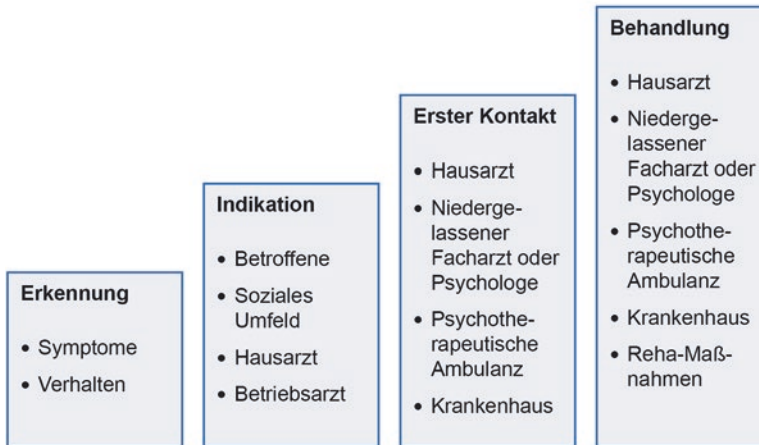 Erkennung
• Symptome
• Verhalten
Indikation
• Betroffene
• Soziales
Umfeld
• Hausarzt
• Betriebsarzt
Erster Kontakt
• Hausarzt
• Niederge-
lassener
Facharzt oder
Psychologe
• Psychothe-
rapeutische
Ambulanz
• Krankenhaus
Behandlung
• Hausarzt
• Niederge-
lassener
Facharzt oder
Psychologe
• Psychothe-
rapeutische
Ambulanz
• Krankenhaus
• Reha-Maß-
nahmen